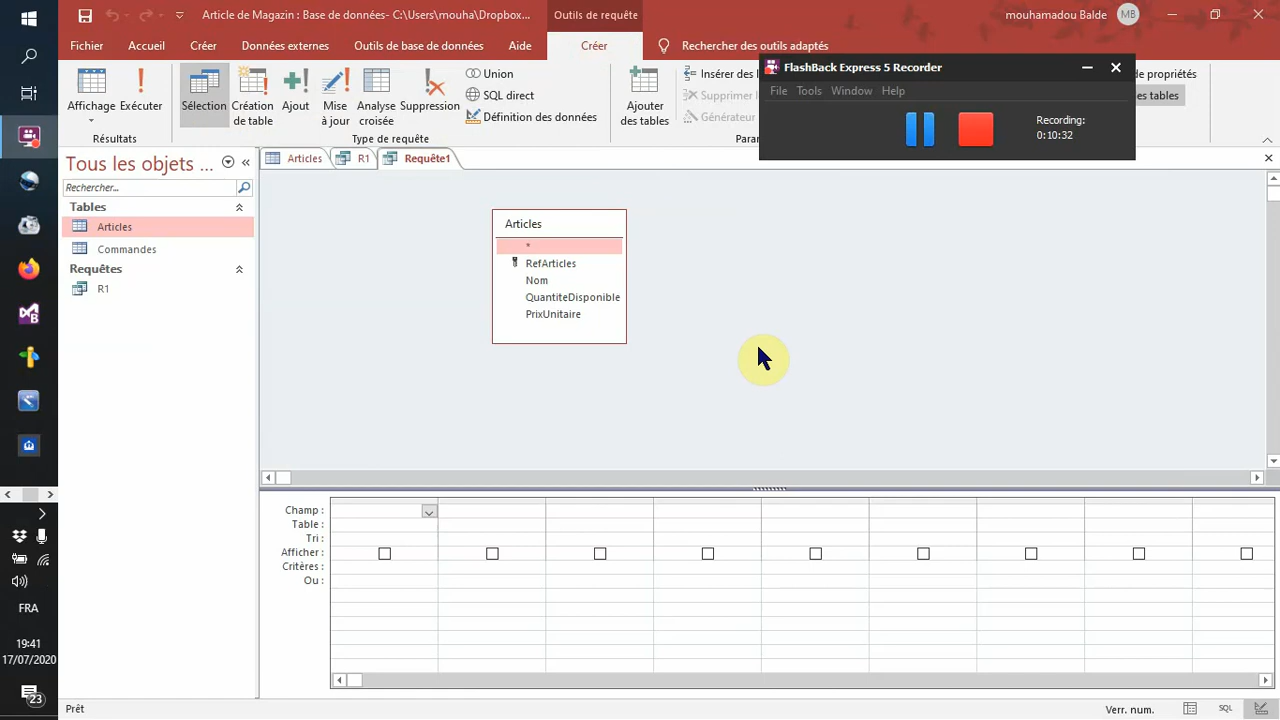 Article de Magazin : Base de données- C:\Users\mouha\Dropbox...
Outils de requête
mouhamadou Balde
MB
Fichier
Accueil
Créer
Données externes
Outils de base de données
Aide
Créer
Rechercher des outils adaptés
Affichage
Exécuter
Résultats
Sélection
Création
de table
Ajout
Mise
à jour
Analyse
croisée
Suppression
Union
SQL direct
Définition des données
Type de requête
Ajouter
des tables
Insérer des l
Supprimer
Générateur
Parar
propriétés
es tables
FlashBack Express 5 Recorder
File
Tools
Window
Help
Recording:
0:10:32
Tous les objets ...
Rechercher...
Tables
Articles
Commandes
Requêtes
R1
Articles
R1
Requête1
Articles
*
RefArticles
Nom
QuantiteDisponible
PrixUnitaire
Champ :
Table :
Tri :
Afficher :
Critères :
Ou :
FRA
19:41
17/07/2020
23
Prêt
Verr. num.
SQL